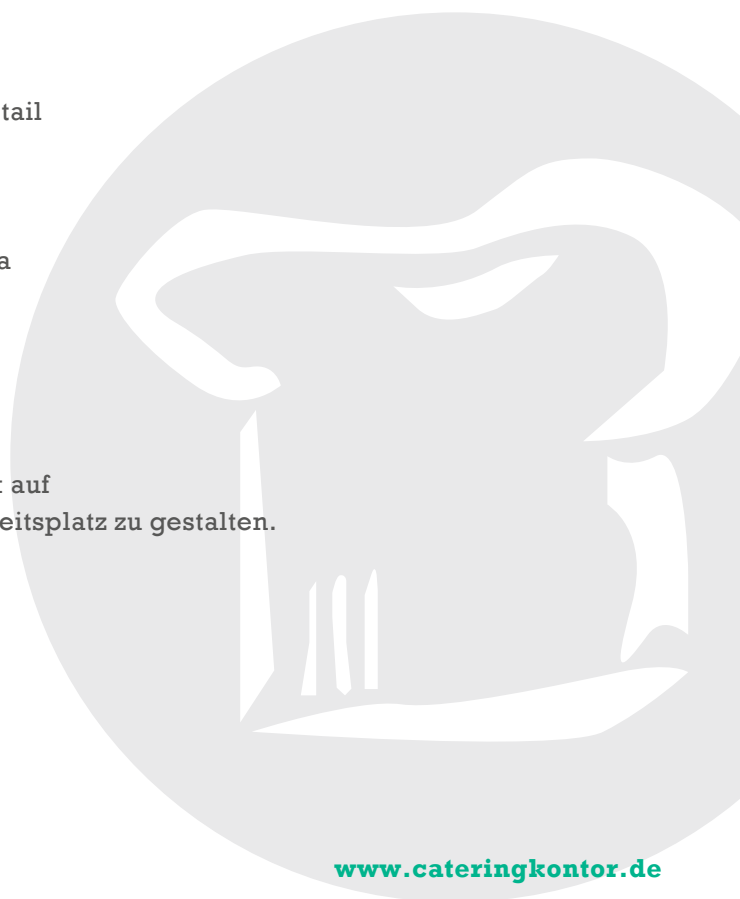 tail
a
auf
eitsplatz zu gestalten.
www.cateringkontor.de